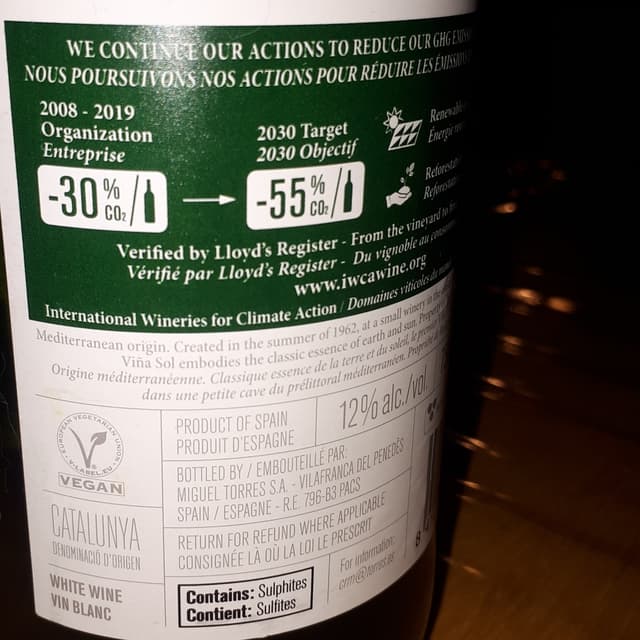 WE CONTINUE OUR ACTIONS TO REDUCE OUR GHG
NOUS POURSUIVONS NOS ACTIONS POUR RÉDUIRE LES
2008 - 2019
Organization
Entreprise
-30% CO₂/
2030 Target
2030 Objectif
-55% CO₂/
Verified by Lloyd's Register - From the vineyard to
Vérifié par Lloyd's Register - Du vignoble au
www.iwcawine.org
International Wineries for Climate Action / Domaines viticoles du
Mediterranean origin. Created in the summer of 1962, at a small winery in the
Viña Sol embodies the classic essence of earth and sun.
Origine méditerranéenne. Classique essence de la terre et du soleil, le
dans une petite cave du prélittoral méditerranéen.
EUROPEAN VEGETARIAN UNION
V-LABEL.EU
VEGAN
PRODUCT OF SPAIN
PRODUIT D'ESPAGNE
12% alc./vol
BOTTLED BY / EMBOUTEILLÉ PAR:
MIGUEL TORRES S.A. - VILAFRANCA DEL PENEDÈS
SPAIN / ESPAGNE - R.E. 796-B3 PACS
CATALUNYA
DENOMINACIÓ D'ORIGEN
RETURN FOR REFUND WHERE APPLICABLE
CONSIGNÉE LÀ OÙ LA LOI LE PRESCRIT
WHITE WINE
VIN BLANC
Contains: Sulphites
Contient: Sulfites
For information:
crm@torres.es
8